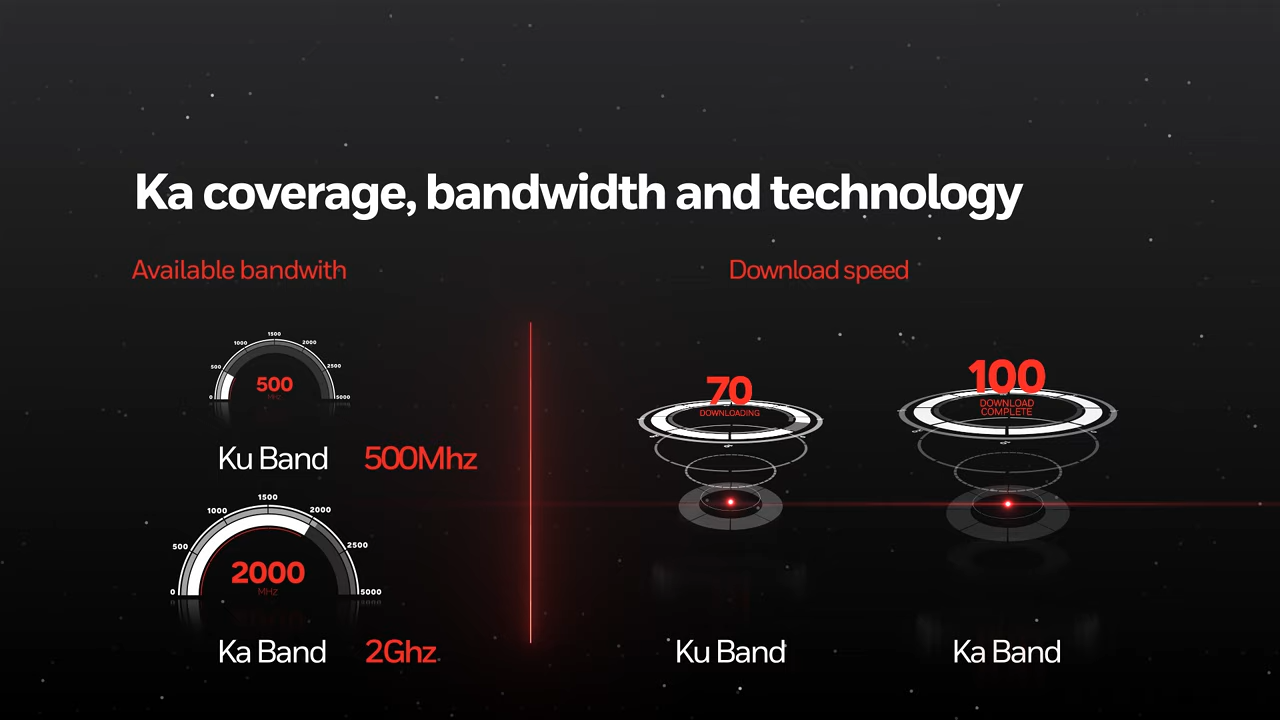 Ka coverage, bandwidth and technology
Available bandwith
Download speed
1500
1000
2000
500
2500
500
MHZ
0
5000
Ku Band
500Mhz
1500
1000
2000
500
2500
2000
MHz
0
5000
Ka Band
2Ghz
70
DOWNLOADING
100
DOWNLOAD
COMPLETE
Ku Band
Ka Band